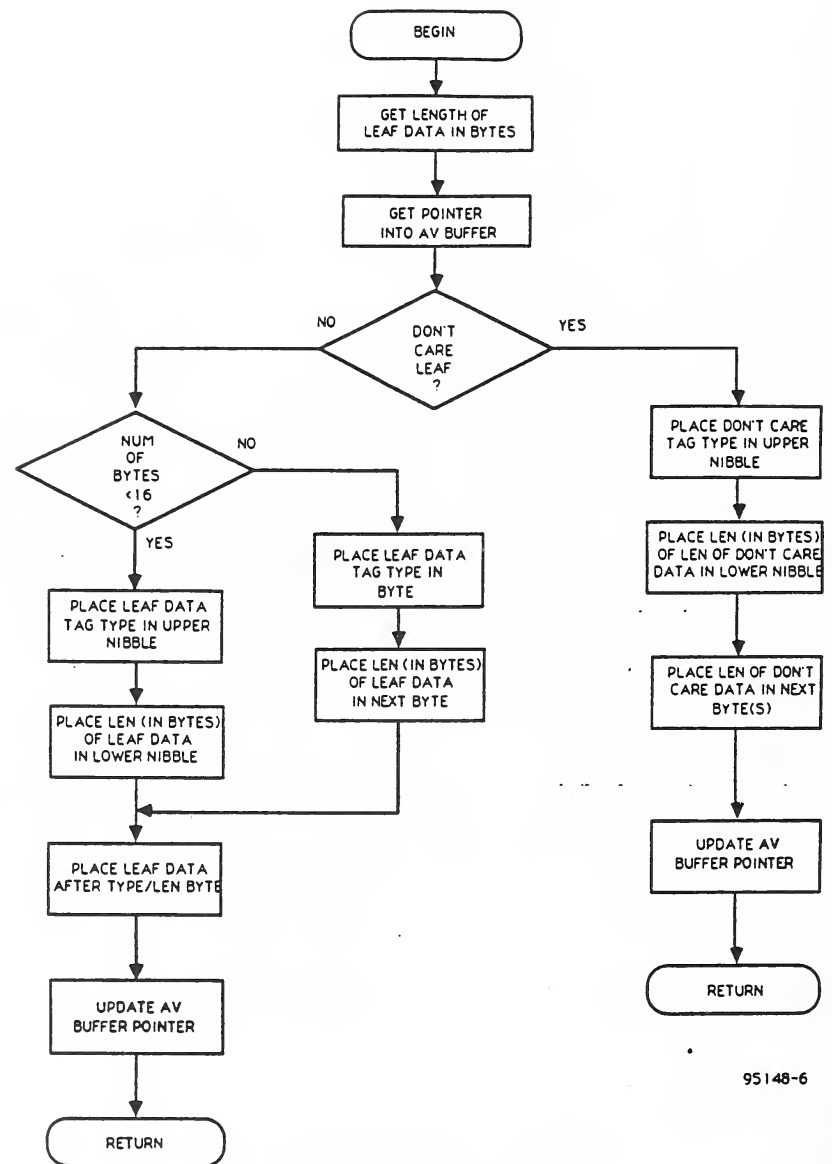 BEGIN
GET LENGTH OF
LEAF DATA IN BYTES
GET POINTER
INTO AV BUFFER
DON'T
CARE
LEAF
?
NO
YES
NUM
OF
BYTES
<16
?
NO
YES
PLACE LEAF DATA
TAG TYPE IN UPPER
NIBBLE
PLACE LEN (IN BYTES)
OF LEAF DATA
IN LOWER NIBBLE
PLACE LEAF DATA
TAG TYPE IN
BYTE
PLACE LEN (IN BYTES)
OF LEAF DATA
IN NEXT BYTE
PLACE LEAF DATA
AFTER TYPE/LEN BYTE
UPDATE AV
BUFFER POINTER
RETURN
PLACE DON'T CARE
TAG TYPE IN UPPER
NIBBLE
PLACE LEN (IN BYTES)
OF LEN OF DON'T CARE
DATA IN LOWER NIBBLE
PLACE LEN OF DON'T
CARE DATA IN NEXT
BYTE(S)
UPDATE AV
BUFFER POINTER
RETURN
95148-6